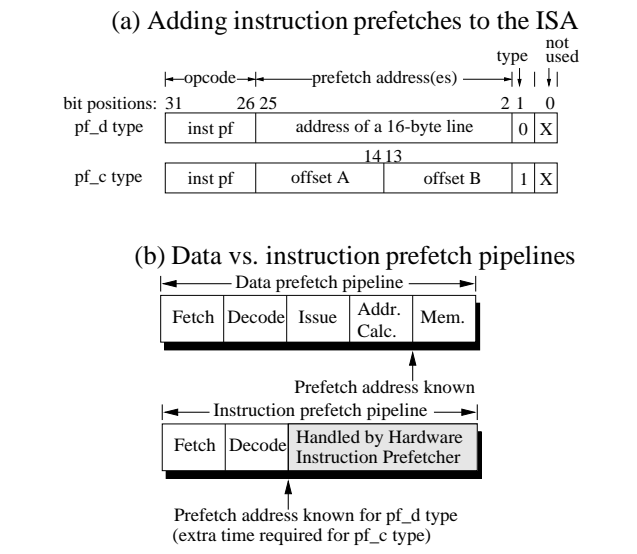 (a) Adding instruction prefetches to the ISA
type
not
used
opcode
prefetch address(es)
bit positions: 31 26 25 2 1 0
pf_d type inst pf address of a 16-byte line 0 X
14 13
pf_c type inst pf offset A offset B 1 X
(b) Data vs. instruction prefetch pipelines
Data prefetch pipeline
Fetch Decode Issue Addr. Calc. Mem.
Prefetch address known
Instruction prefetch pipeline
Fetch Decode
Handled by Hardware
Instruction Prefetcher
Prefetch address known for pf_d type
(extra time required for pf_c type)